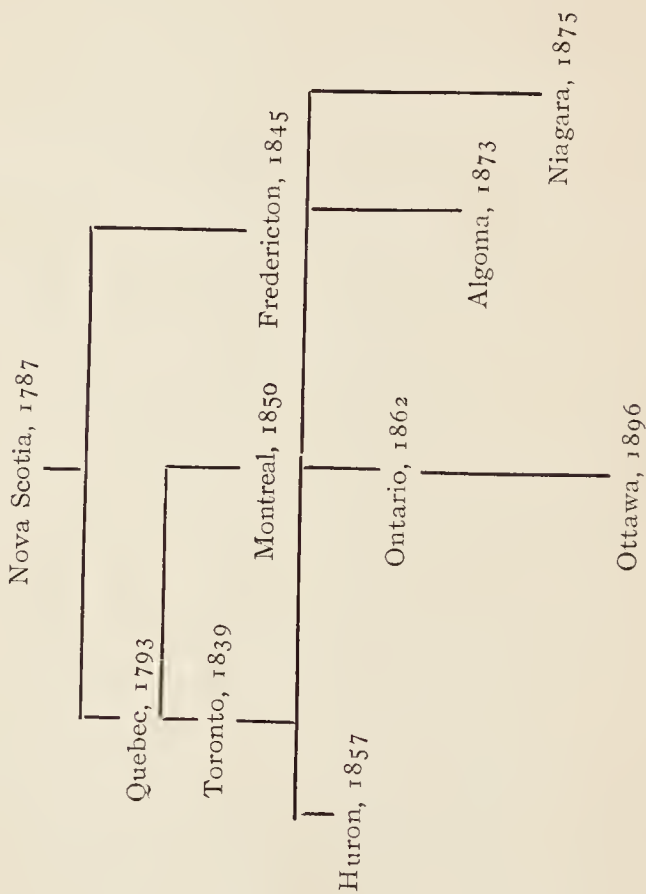 Nova Scotia, 1787
Quebec, 1793
Fredericton, 1845
Toronto, 1839
Montreal, 1850
Huron, 1857
Ontario, 1862
Algoma, 1873
Niagara, 1875
Ottawa, 1896